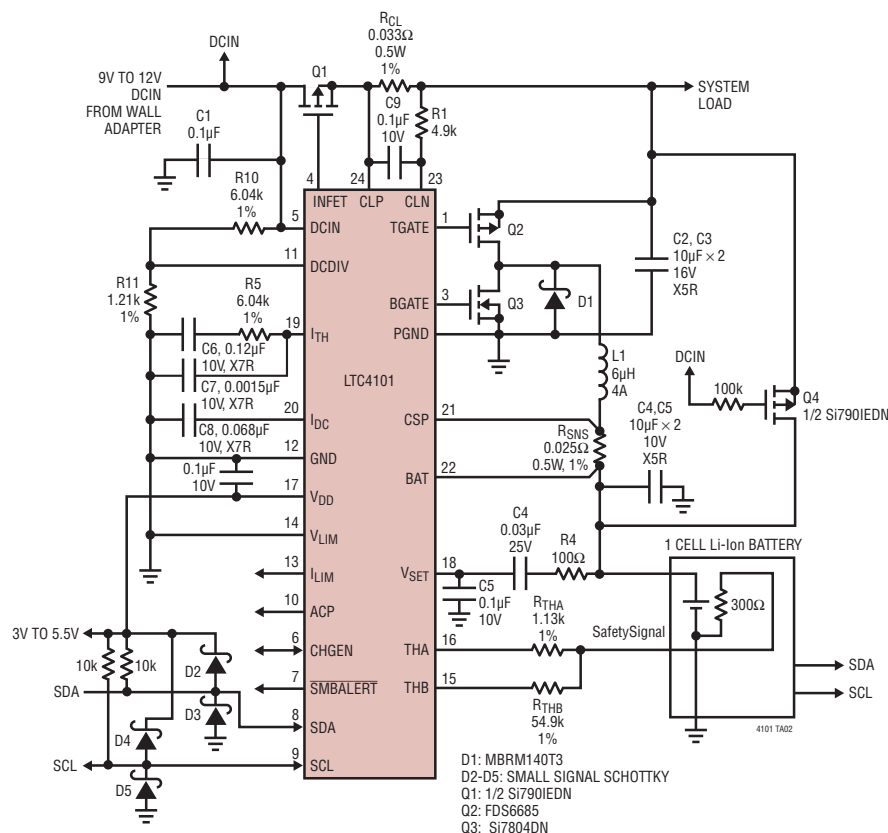 RCL
0.033Ω
0.5W
1%
DCIN
Q1
9V TO 12V
DCIN
FROM WALL
ADAPTER
SYSTEM
LOAD
C9
0.1µF
10V
R1
4.9k
C1
0.1µF
R10
6.04k
1%
4
24
23
INFET
CLP
CLN
5
DCIN
TGATE
1
Q2
11
DCDIV
C2, C3
10µF × 2
16V
X5R
R11
1.21k
1%
R5
6.04k
1%
BGATE
3
Q3
D1
19
ITH
PGND
C6, 0.12µF
10V, X7R
LTC4101
L1
6µH
4A
DCIN
C7, 0.0015µF
10V, X7R
100k
Q4
1/2 Si790IEDN
20
IDC
CSP
21
C4,C5
10µF × 2
10V
X5R
C8, 0.068µF
10V, X7R
RSNS
0.025Ω
0.5W, 1%
12
GND
BAT
22
0.1µF
10V
17
VDD
C4
0.03µF
25V
14
VLIM
R4
100Ω
1 CELL Li-Ion BATTERY
13
ILIM
VSET
18
300Ω
C5
0.1µF
10V
10
ACP
RTHA
1.13k
1%
SafetySignal
3V TO 5.5V
6
CHGEN
THA
16
10k
10k
D2
7
SMBALERT
THB
15
SDA
SDA
D3
RTHB
54.9k
1%
SCL
8
SDA
D4
4101 TA02
SCL
9
SCL
D5
D1: MBRM140T3
D2-D5: SMALL SIGNAL SCHOTTKY
Q1: 1/2 Si790IEDN
Q2: FDS6685
Q3: Si7804DN